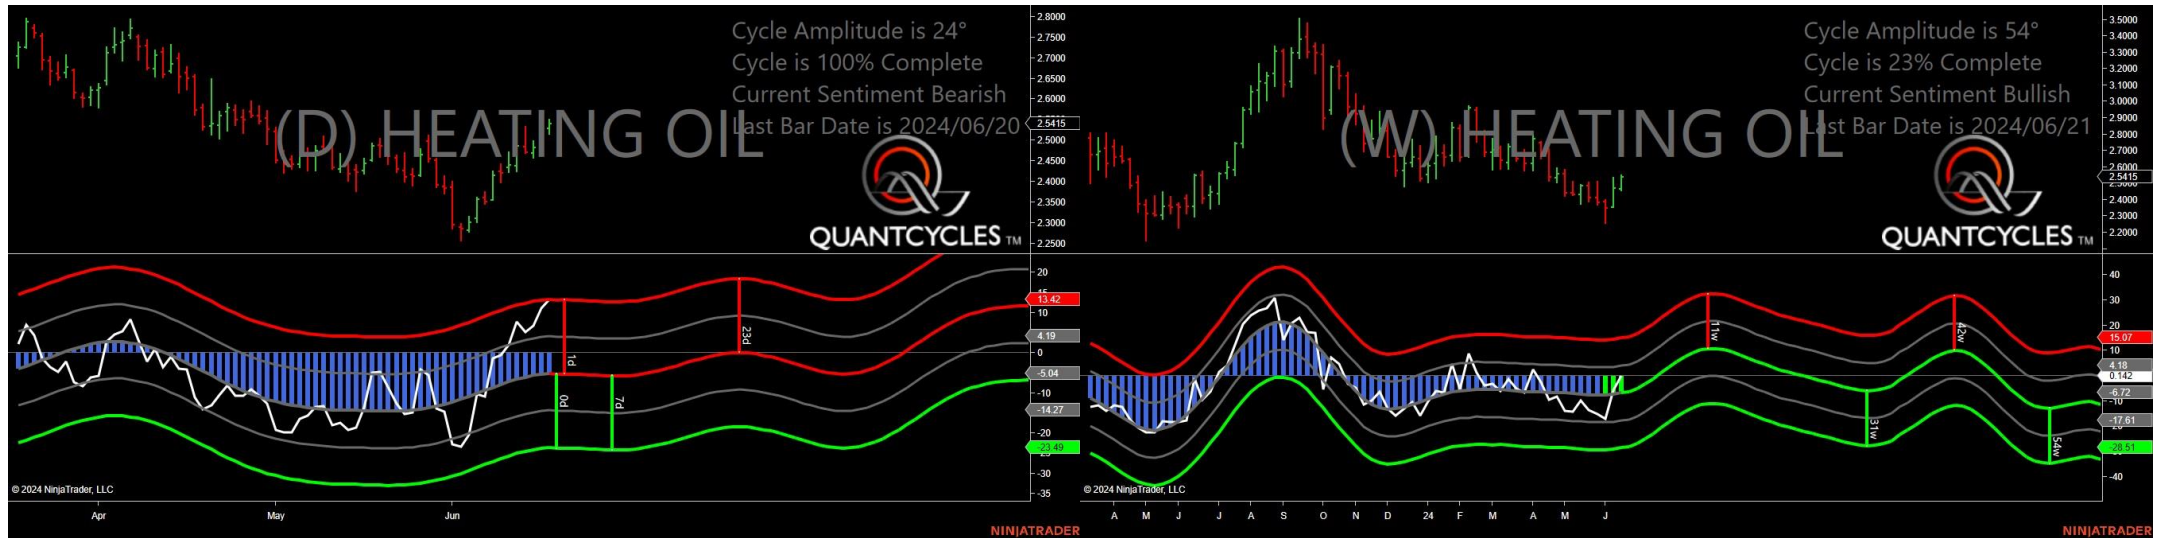 Cycle Amplitude is 24°
Cycle is 100% Complete
Current Sentiment Bearish
Last Bar Date is 2024/06/20
(D) HEATING OIL
QUANTCYCLES TM
2.8000
2.7500
2.7000
2.6500
2.6000
2.5415
2.5000
2.4500
2.4000
2.3500
2.3000
2.2500
20
13.42
10
4.19
0
-5.04
-10
-14.27
-20
-23.49
-30
-35
1d
0d
7d
23d
© 2024 NinjaTrader, LLC
Apr May Jun
NINJATRADER
Cycle Amplitude is 54°
Cycle is 23% Complete
Current Sentiment Bullish
Last Bar Date is 2024/06/21
(W) HEATING OIL
QUANTCYCLES TM
3.5000
3.4000
3.3000
3.2000
3.1000
3.0000
2.9000
2.8000
2.7000
2.6000
2.5415
2.4000
2.3000
2.2000
40
30
20
15.07
10
4.18
0.142
-6.72
-10
-17.61
-28.51
-40
11w
42w
31w
54w
© 2024 NinjaTrader, LLC
A M J J A S O N D 24 F M A M J
NINJATRADER